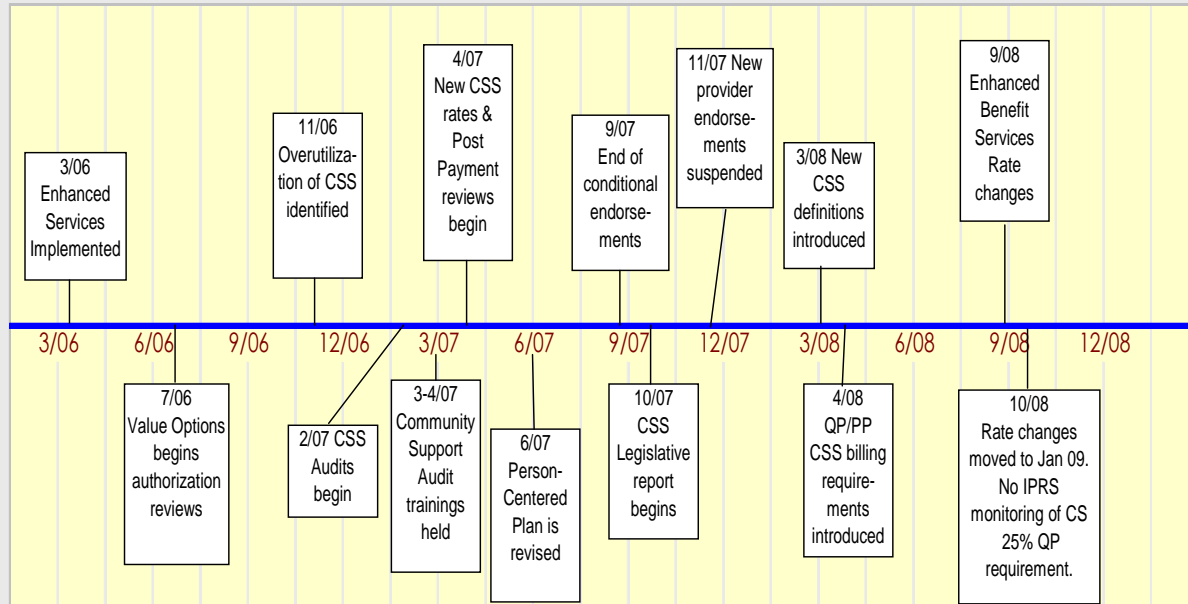 3/06
Enhanced
Services
Implemented
11/06
Overutiliza-
tion of CSS
identified
4/07
New CSS
rates &
Post
Payment
reviews
begin
9/07
End of
conditional
endorse-
ments
11/07 New
provider
endorse-
ments
suspended
3/08 New
CSS
definitions
introduced
9/08
Enhanced
Benefit
Services
Rate
changes
3/06 6/06 9/06 12/06 3/07 6/07 9/07 12/07 3/08 6/08 9/08 12/08
7/06
Value Options
begins
authorization
reviews
2/07 CSS
Audits
begin
3-4/07
Community
Support
Audit
trainings
held
6/07
Person-
Centered
Plan is
revised
10/07
CSS
Legislative
report
begins
4/08
QP/PP
CSS billing
require-
ments
introduced
10/08
Rate changes
moved to Jan 09.
No IPRS
monitoring of CS
25% QP
requirement.